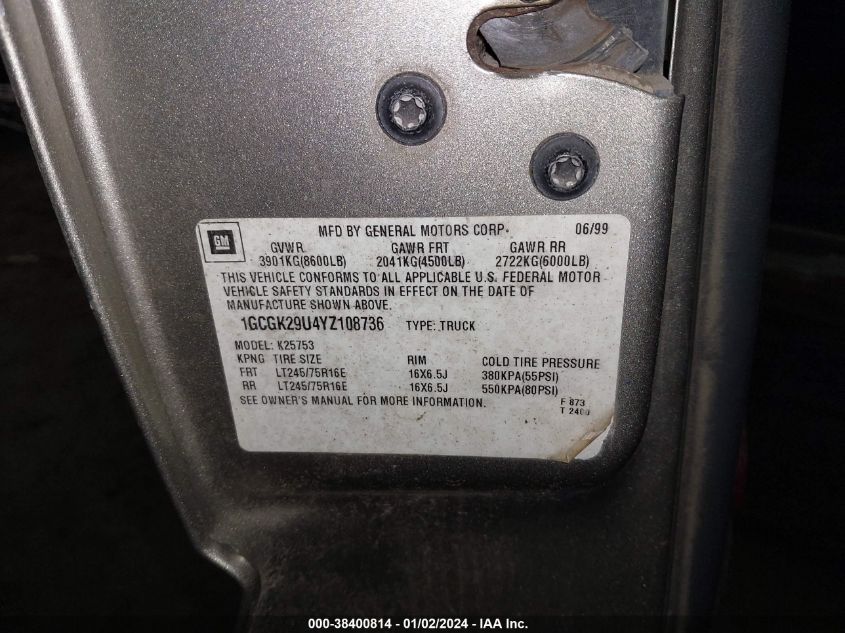 GM
MFD BY GENERAL MOTORS CORP. 06/99
GVWR GAWR FRT GAWR RR
3901KG(8600LB) 2041KG(4500LB) 2722KG(6000LB)
THIS VEHICLE CONFORMS TO ALL APPLICABLE U.S. FEDERAL MOTOR
VEHICLE SAFETY STANDARDS IN EFFECT ON THE DATE OF
MANUFACTURE SHOWN ABOVE.
1GCGK29U4YZ108736 TYPE: TRUCK
MODEL: K25753
KPNG TIRE SIZE RIM COLD TIRE PRESSURE
FRT LT245/75R16E 16X6.5J 380KPA(55PSI)
RR LT245/75R16E 16X6.5J 550KPA(80PSI)
SEE OWNER'S MANUAL FOR MORE INFORMATION. F 873
T 2400
000-38400814 - 01/02/2024 - IAA Inc.